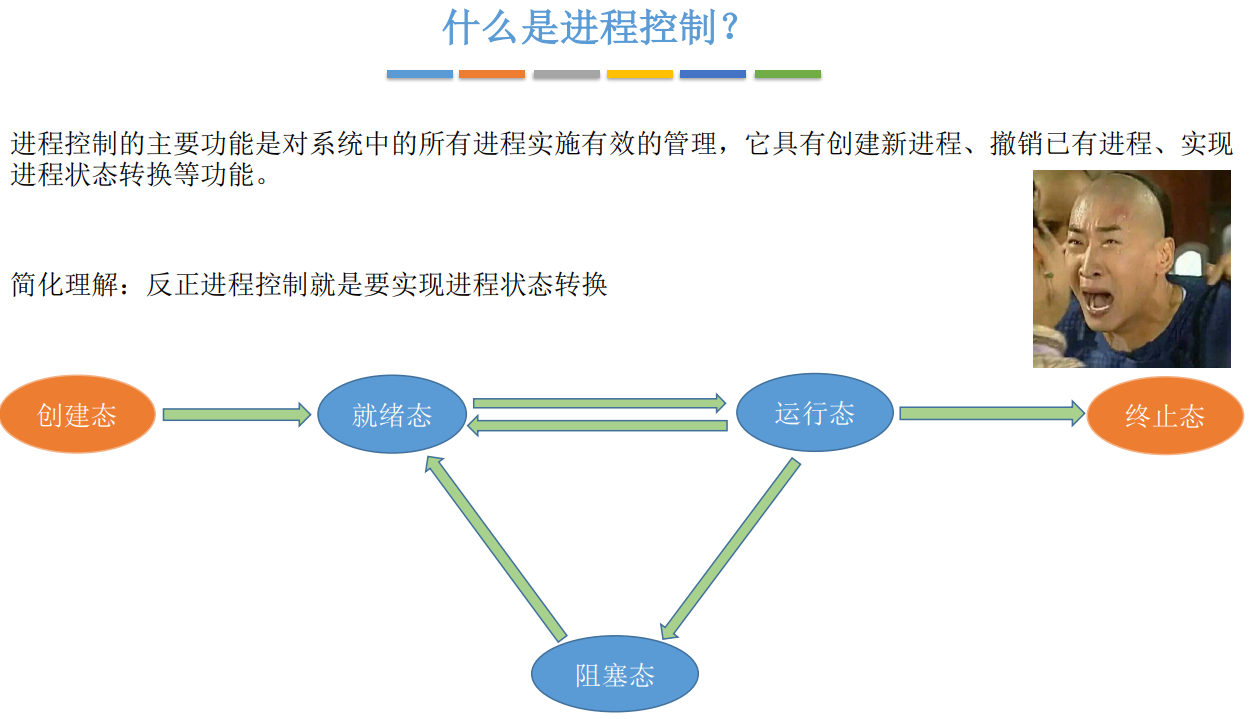 什么是进程控制？
进程控制的主要功能是对系统中的所有进程实施有效的管理，它具有创建新进程、撤销已有进程、实现
进程状态转换等功能。
简化理解：反正进程控制就是要实现进程状态转换
创建态
就绪态
运行态
终止态
阻塞态